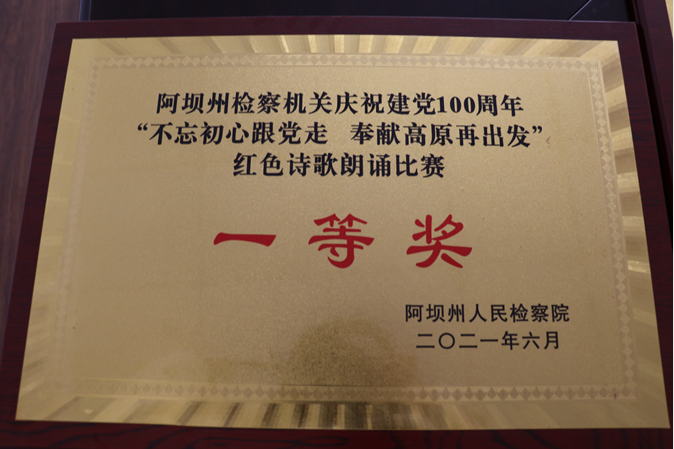 阿坝州检察机关庆祝建党100周年
“不忘初心跟党走 奉献高原再出发”
红色诗歌朗诵比赛
一等奖
阿坝州人民检察院
二〇二一年六月